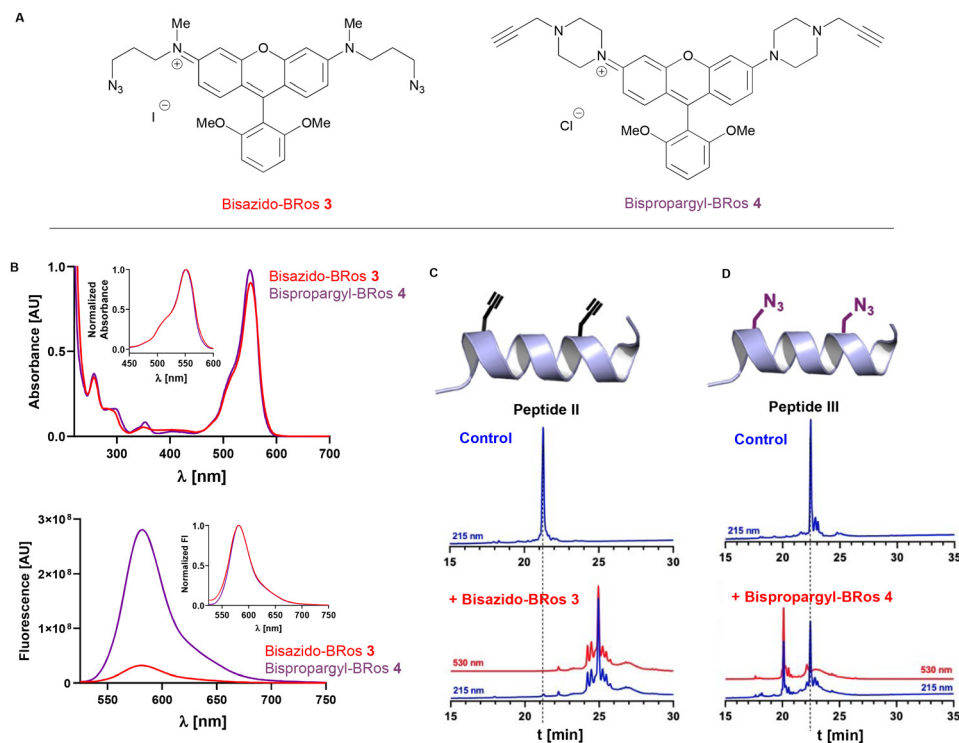 A
Me
N
⊕
O
Me
N
N3
N3
I ⊖
MeO
OMe
Bisazido-BRos 3
N
N
⊕
O
N
N
Cl ⊖
MeO
OMe
Bispropargyl-BRos 4
B
Absorbance [AU]
1.0
0.5
0.0
300 400 500 600 700
λ [nm]
Normalized
Absorbance
1.0
0.5
0.0
450 500 550 600
λ [nm]
Bisazido-BRos 3
Bispropargyl-BRos 4
Fluorescence [AU]
3×10⁸
2×10⁸
1×10⁸
0
550 600 650 700 750
λ [nm]
Normalized FI
1.0
0.5
0.0
550 600 650 700 750
λ [nm]
Bisazido-BRos 3
Bispropargyl-BRos 4
C
Peptide II
Control
215 nm
15 20 25 30
+ Bisazido-BRos 3
530 nm
215 nm
15 20 25 30
t [min]
D
N3
N3
Peptide III
Control
215 nm
15 20 25 30 35
+ Bispropargyl-BRos 4
530 nm
215 nm
15 20 25 30 35
t [min]